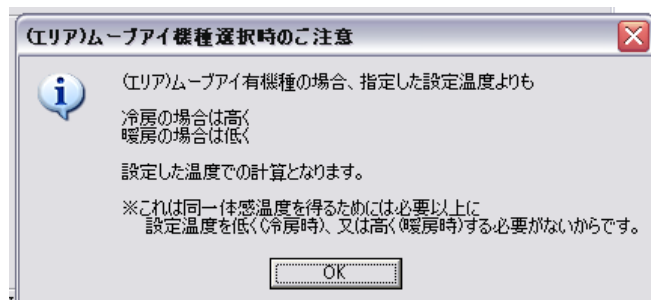 (エリア)ムーブアイ機種選択時のご注意
(エリア)ムーブアイ有機種の場合、指定した設定温度よりも
冷房の場合は高く
暖房の場合は低く
設定した温度での計算となります。
※これは同一体感温度を得るためには必要以上に
設定温度を低く(冷房時)、又は高く(暖房時)する必要がないからです。
OK